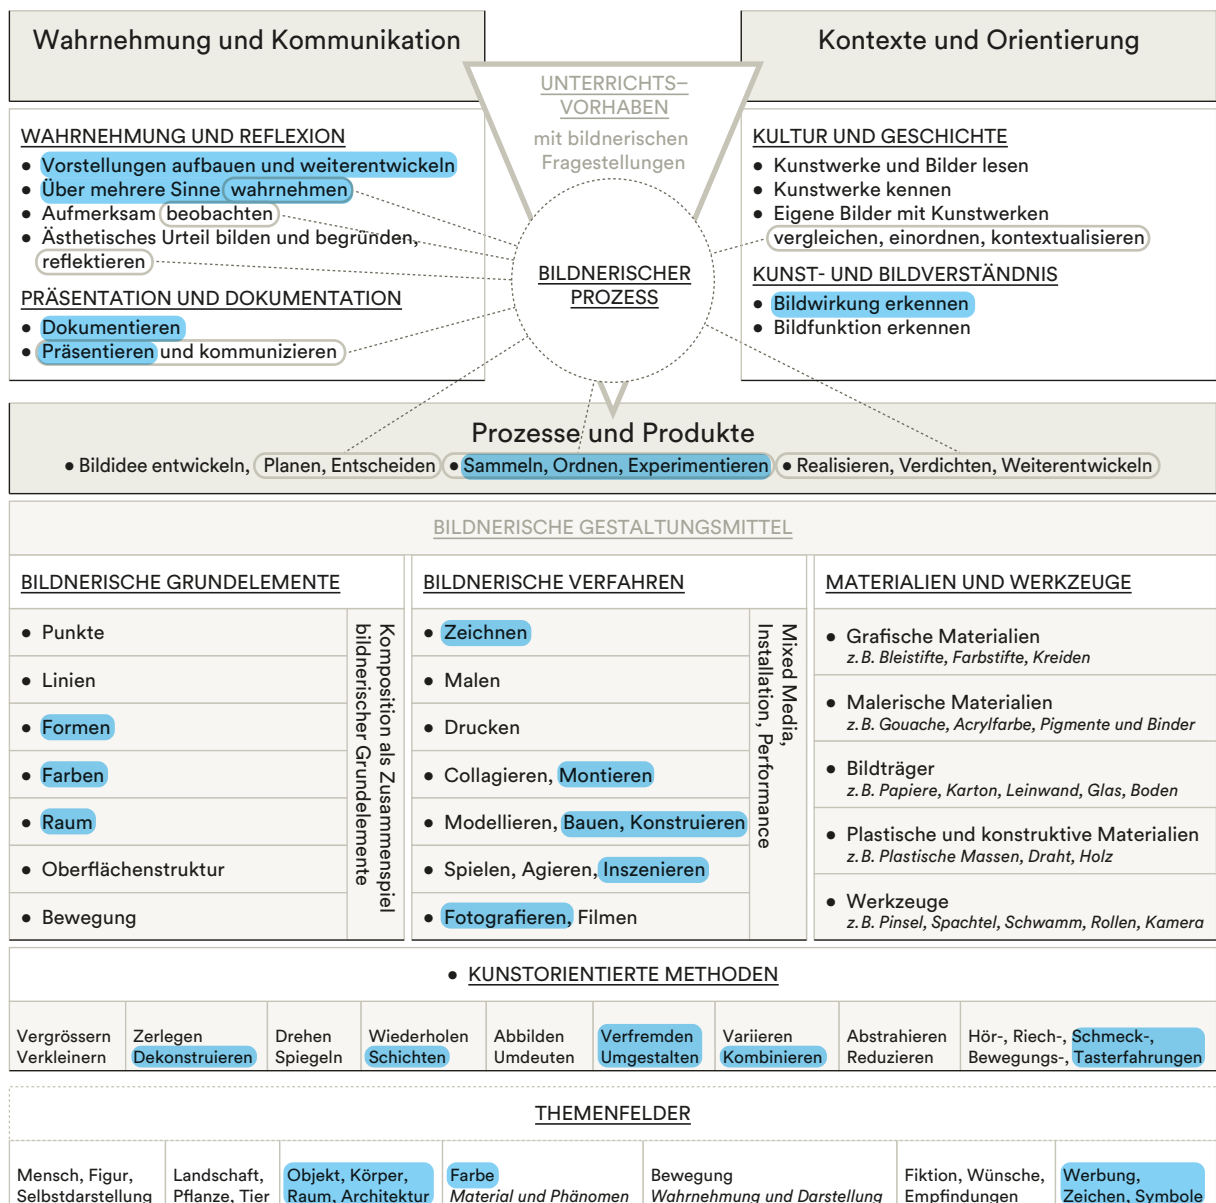 Wahrnehmung und Kommunikation
Kontexte und Orientierung
UNTERRICHTS–
VORHABEN
mit bildnerischen
Fragestellungen
WAHRNEHMUNG UND REFLEXION
• Vorstellungen aufbauen und weiterentwickeln
• Über mehrere Sinne wahrnehmen
• Aufmerksam beobachten
• Ästhetisches Urteil bilden und begründen,
reflektieren
PRÄSENTATION UND DOKUMENTATION
• Dokumentieren
• Präsentieren und kommunizieren
BILDNERISCHER
PROZESS
KULTUR UND GESCHICHTE
• Kunstwerke und Bilder lesen
• Kunstwerke kennen
• Eigene Bilder mit Kunstwerken
vergleichen, einordnen, kontextualisieren
KUNST- UND BILDVERSTÄNDNIS
• Bildwirkung erkennen
• Bildfunktion erkennen
Prozesse und Produkte
• Bildidee entwickeln, Planen, Entscheiden • Sammeln, Ordnen, Experimentieren • Realisieren, Verdichten, Weiterentwickeln
BILDNERISCHE GESTALTUNGSMITTEL
BILDNERISCHE GRUNDELEMENTE
• Punkte
• Linien
• Formen
• Farben
• Raum
• Oberflächenstruktur
• Bewegung
Komposition als Zusammenspiel
bildnerischer Grundelemente
BILDNERISCHE VERFAHREN
• Zeichnen
• Malen
• Drucken
• Collagieren, Montieren
• Modellieren, Bauen, Konstruieren
• Spielen, Agieren, Inszenieren
• Fotografieren, Filmen
Mixed Media,
Installation, Performance
MATERIALIEN UND WERKZEUGE
• Grafische Materialien
z. B. Bleistifte, Farbstifte, Kreiden
• Malerische Materialien
z. B. Gouache, Acrylfarbe, Pigmente und Binder
• Bildträger
z. B. Papiere, Karton, Leinwand, Glas, Boden
• Plastische und konstruktive Materialien
z. B. Plastische Massen, Draht, Holz
• Werkzeuge
z. B. Pinsel, Spachtel, Schwamm, Rollen, Kamera
• KUNSTORIENTIERTE METHODEN
Vergrössern
Verkleinern
Zerlegen
Dekonstruieren
Drehen
Spiegeln
Wiederholen
Schichten
Abbilden
Umdeuten
Verfremden
Umgestalten
Variieren
Kombinieren
Abstrahieren
Reduzieren
Hör-, Riech-, Schmeck-,
Bewegungs-, Tasterfahrungen
THEMENFELDER
Mensch, Figur,
Selbstdarstellung
Landschaft,
Pflanze, Tier
Objekt, Körper,
Raum, Architektur
Farbe
Material und Phänomen
Bewegung
Wahrnehmung und Darstellung
Fiktion, Wünsche,
Empfindungen
Werbung,
Zeichen, Symbole